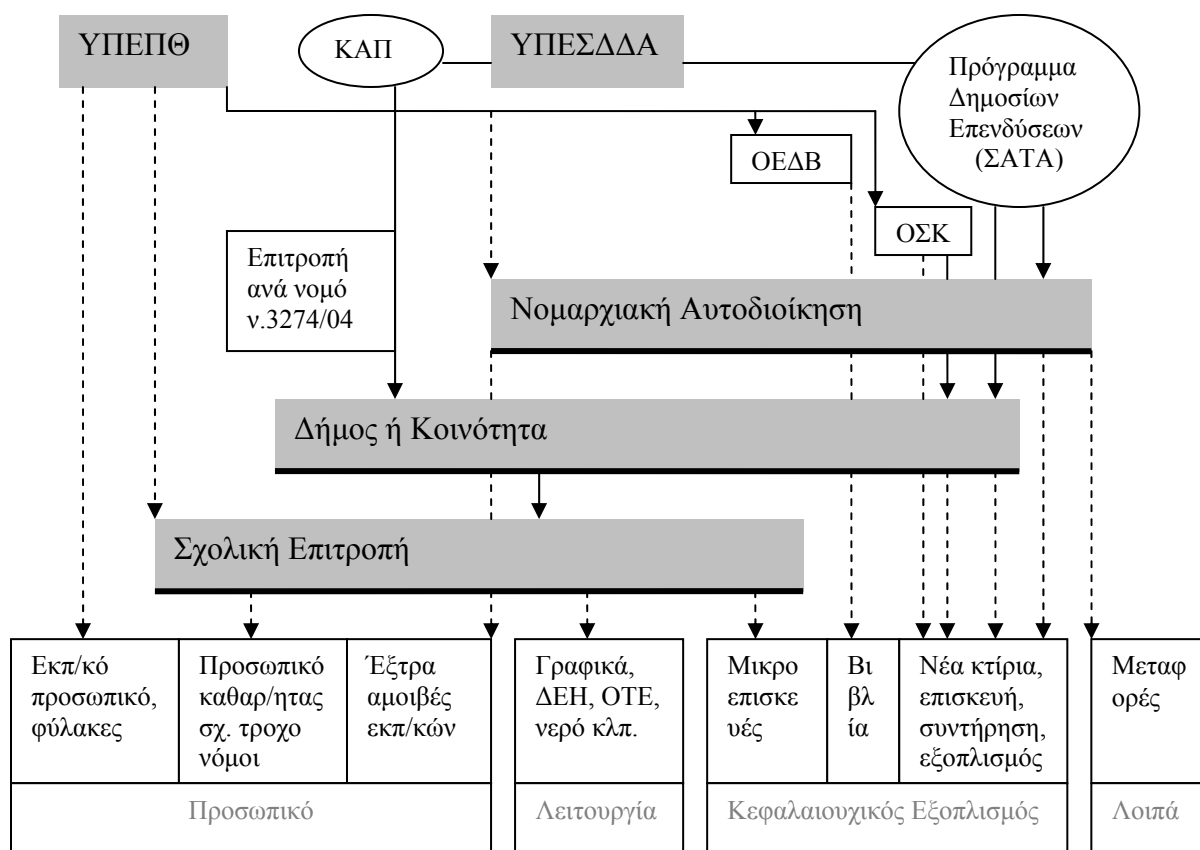 ΥΠΕΠΘ
ΚΑΠ
ΥΠΕΣΔΔΑ
Πρόγραμμα
Δημοσίων
Επενδύσεων
(ΣΑΤΑ)
ΟΕΔΒ
ΟΣΚ
Επιτροπή
ανά νομό
ν.3274/04
Νομαρχιακή Αυτοδιοίκηση
Δήμος ή Κοινότητα
Σχολική Επιτροπή
Εκπ/κό
προσωπικό,
φύλακες
Προσωπικό
καθαρ/ητας
σχ. τροχο
νόμοι
Έξτρα
αμοιβές
εκπ/κών
Γραφικά,
ΔΕΗ, ΟΤΕ,
νερό κλπ.
Μικρο
επισκε
υές
Βι
βλ
ία
Νέα κτίρια,
επισκευή,
συντήρηση,
εξοπλισμός
Μεταφ
ορές
Προσωπικό
Λειτουργία
Κεφαλαιουχικός Εξοπλισμός
Λοιπά